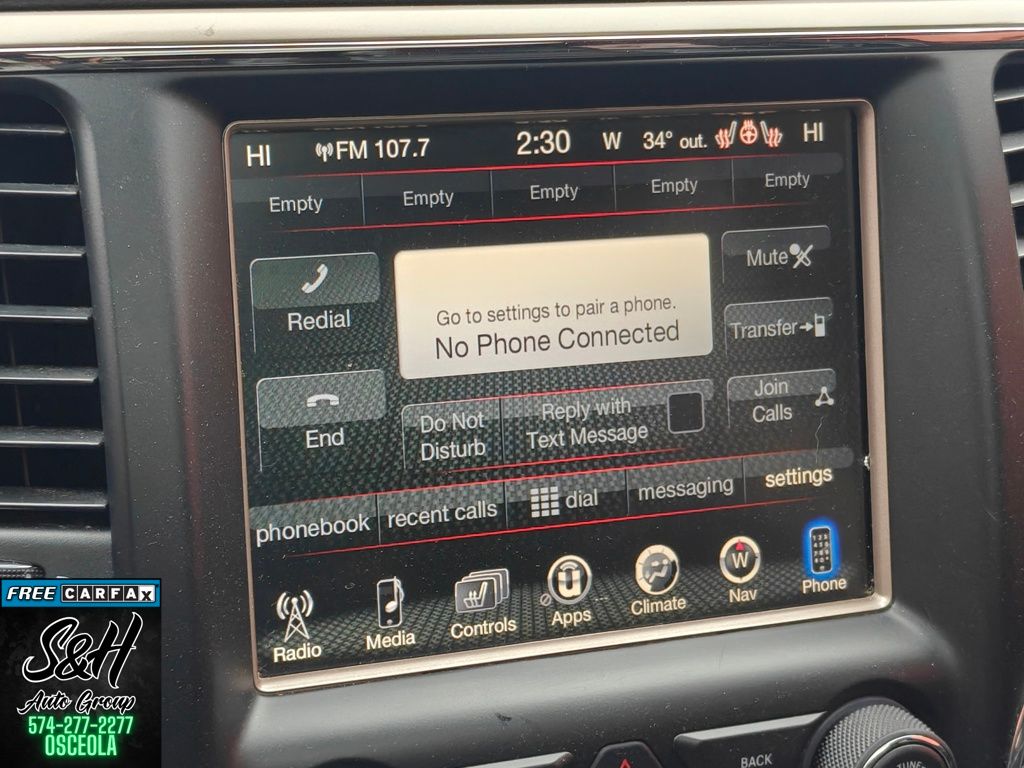 HI FM 107.7 2:30 W 34° out. HI
Empty Empty Empty Empty Empty
Redial
Go to settings to pair a phone.
No Phone Connected
Mute
Transfer
Join
Calls
End
Do Not
Disturb
Reply with
Text Message
phonebook recent calls dial messaging settings
Radio Media Controls Apps Climate W Nav Phone
BACK
TUNE
FREE CARFAX
S&H
Auto Group
574-277-2277
OSCEOLA